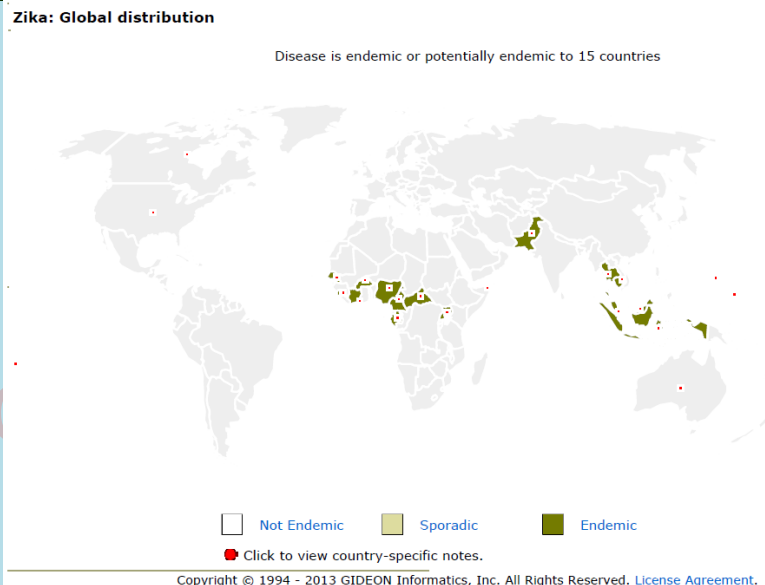 Zika: Global distribution
Disease is endemic or potentially endemic to 15 countries
Not Endemic
Sporadic
Endemic
Click to view country-specific notes.
Copyright © 1994 - 2013 GIDEON Informatics, Inc. All Rights Reserved. License Agreement.